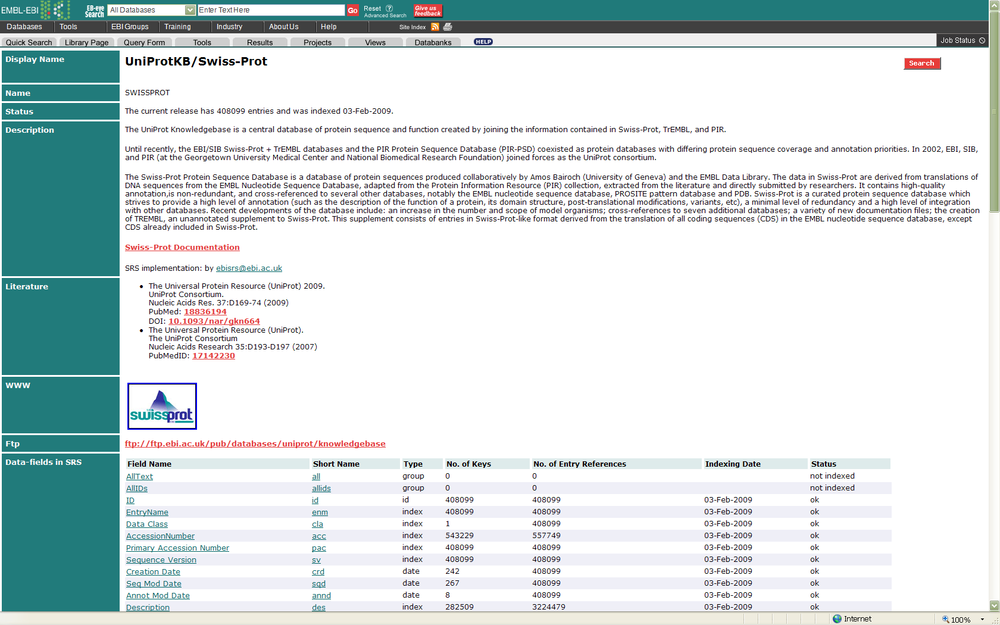 EMBL-EBI
EB-eye
Search
All Databases
Enter Text Here
Go
Reset
?
Advanced Search
Give us
feedback
Databases
Tools
EBI Groups
Training
Industry
About Us
Help
Site Index
Quick Search
Library Page
Query Form
Tools
Results
Projects
Views
Databanks
HELP
Job Status
Display Name
UniProtKB/Swiss-Prot
Search
Name
SWISSPROT
Status
The current release has 408099 entries and was indexed 03-Feb-2009.
Description
The UniProt Knowledgebase is a central database of protein sequence and function created by joining the information contained in Swiss-Prot, TrEMBL, and PIR.
Until recently, the EBI/SIB Swiss-Prot + TrEMBL databases and the PIR Protein Sequence Database (PIR-PSD) coexisted as protein databases with differing protein sequence coverage and annotation priorities. In 2002, EBI, SIB,
and PIR (at the Georgetown University Medical Center and National Biomedical Research Foundation) joined forces as the UniProt consortium.
The Swiss-Prot Protein Sequence Database is a database of protein sequences produced collaboratively by Amos Bairoch (University of Geneva) and the EMBL Data Library. The data in Swiss-Prot are derived from translations of
DNA sequences from the EMBL Nucleotide Sequence Database, adapted from the Protein Information Resource (PIR) collection, extracted from the literature and directly submitted by researchers. It contains high-quality
annotation,is non-redundant, and cross-referenced to several other databases, notably the EMBL nucleotide sequence database, PROSITE pattern database and PDB. Swiss-Prot is a curated protein sequence database which
strives to provide a high level of annotation (such as the description of the function of a protein, its domain structure, post-translational modifications, variants, etc), a minimal level of redundancy and a high level of integration
with other databases. Recent developments of the database include: an increase in the number and scope of model organisms; cross-references to seven additional databases; a variety of new documentation files; the creation
of TREMBL, an unannotated supplement to Swiss-Prot. This supplement consists of entries in Swiss-Prot-like format derived from the translation of all coding sequences (CDS) in the EMBL nucleotide sequence database, except
CDS already included in Swiss-Prot.
Swiss-Prot Documentation
SRS implementation: by ebisrs@ebi.ac.uk
Literature
• The Universal Protein Resource (UniProt) 2009.
UniProt Consortium.
Nucleic Acids Res. 37:D169-74 (2009)
PubMed: 18836194
DOI: 10.1093/nar/gkn664
• The Universal Protein Resource (UniProt).
The UniProt Consortium
Nucleic Acids Research 35:D193-D197 (2007)
PubMedID: 17142230
WWW
swissprot
Ftp
ftp://ftp.ebi.ac.uk/pub/databases/uniprot/knowledgebase
Data-fields in SRS
Field Name Short Name Type No. of Keys No. of Entry References Indexing Date Status
AllText all group 0 0 not indexed
AllIDs allids group 0 0 not indexed
ID id id 408099 408099 03-Feb-2009 ok
EntryName enm index 408099 408099 03-Feb-2009 ok
Data Class cla index 1 408099 03-Feb-2009 ok
AccessionNumber acc index 543229 557749 03-Feb-2009 ok
Primary Accession Number pac index 408099 408099 03-Feb-2009 ok
Sequence Version sv index 408099 408099 03-Feb-2009 ok
Creation Date crd date 242 408099 03-Feb-2009 ok
Seq Mod Date sqd date 267 408099 03-Feb-2009 ok
Annot Mod Date annd date 8 408099 03-Feb-2009 ok
Description des index 282509 3224479 03-Feb-2009 ok
Internet
100%